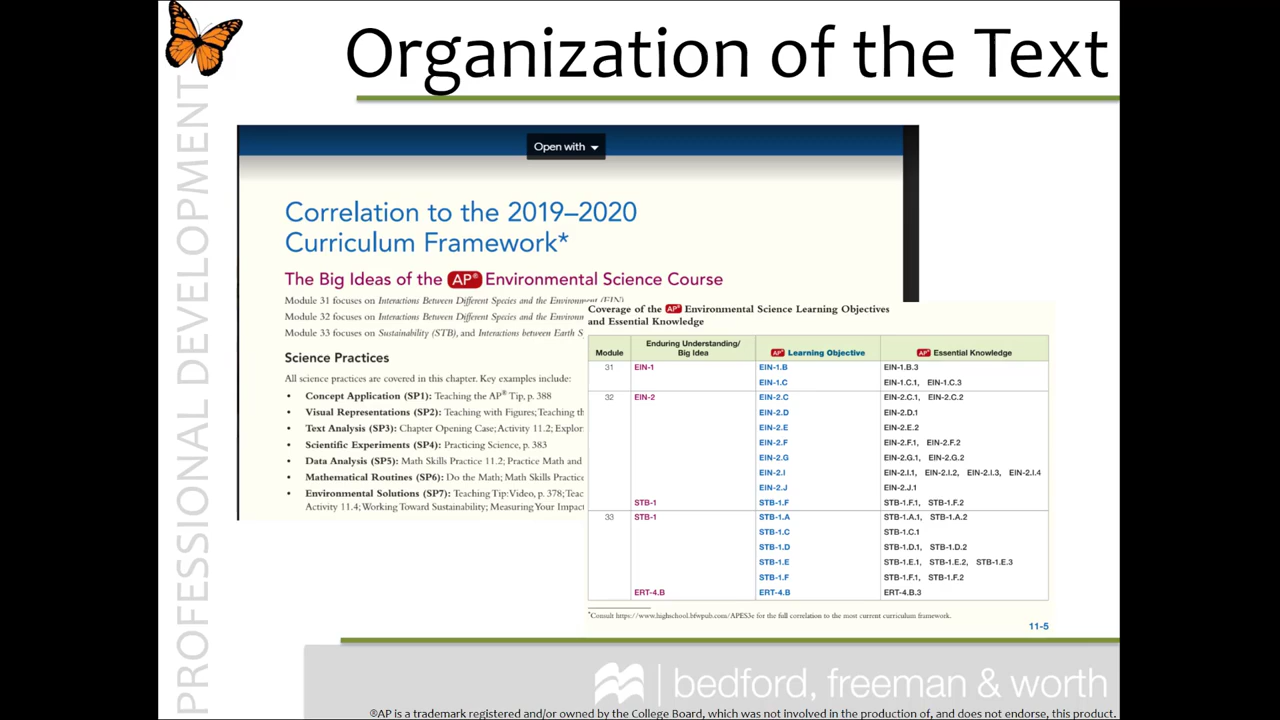 Organization of the Text
PROFESSIONAL DEVELOPMENT
Open with
Correlation to the 2019–2020
Curriculum Framework*
The Big Ideas of the AP® Environmental Science Course
Module 31 focuses on Interactions Between Different Species and the Environment (EIN)
Module 32 focuses on Interactions Between Different Species and the Environm
Module 33 focuses on Sustainability (STB), and Interactions between Earth S
Science Practices
All science practices are covered in this chapter. Key examples include:
• Concept Application (SP1): Teaching the AP® Tip, p. 388
• Visual Representations (SP2): Teaching with Figures; Teaching th
• Text Analysis (SP3): Chapter Opening Case; Activity 11.2; Explor
• Scientific Experiments (SP4): Practicing Science, p. 383
• Data Analysis (SP5): Math Skills Practice 11.2; Practice Math and
• Mathematical Routines (SP6): Do the Math; Math Skills Practice
• Environmental Solutions (SP7): Teaching Tip: Video, p. 378; Teac
Activity 11.4; Working Toward Sustainability; Measuring Your Impac
Coverage of the AP® Environmental Science Learning Objectives
and Essential Knowledge
Module Enduring Understanding/ Big Idea AP® Learning Objective AP® Essential Knowledge
31 EIN-1 EIN-1.B EIN-1.B.3
EIN-1.C EIN-1.C.1, EIN-1.C.3
32 EIN-2 EIN-2.C EIN-2.C.1, EIN-2.C.2
EIN-2.D EIN-2.D.1
EIN-2.E EIN-2.E.2
EIN-2.F EIN-2.F.1, EIN-2.F.2
EIN-2.G EIN-2.G.1, EIN-2.G.2
EIN-2.I EIN-2.I.1, EIN-2.I.2, EIN-2.I.3, EIN-2.I.4
EIN-2.J EIN-2.J.1
STB-1 STB-1.F STB-1.F.1, STB-1.F.2
33 STB-1 STB-1.A STB-1.A.1, STB-1.A.2
STB-1.C STB-1.C.1
STB-1.D STB-1.D.1, STB-1.D.2
STB-1.E STB-1.E.1, STB-1.E.2, STB-1.E.3
STB-1.F STB-1.F.1, STB-1.F.2
ERT-4.B ERT-4.B ERT-4.B.3
*Consult https://www.highschool.bfwpub.com/APES3e for the full correlation to the most current curriculum framework.
11-5
bedford, freeman & worth
®AP is a trademark registered and/or owned by the College Board, which was not involved in the production of, and does not endorse, this product.